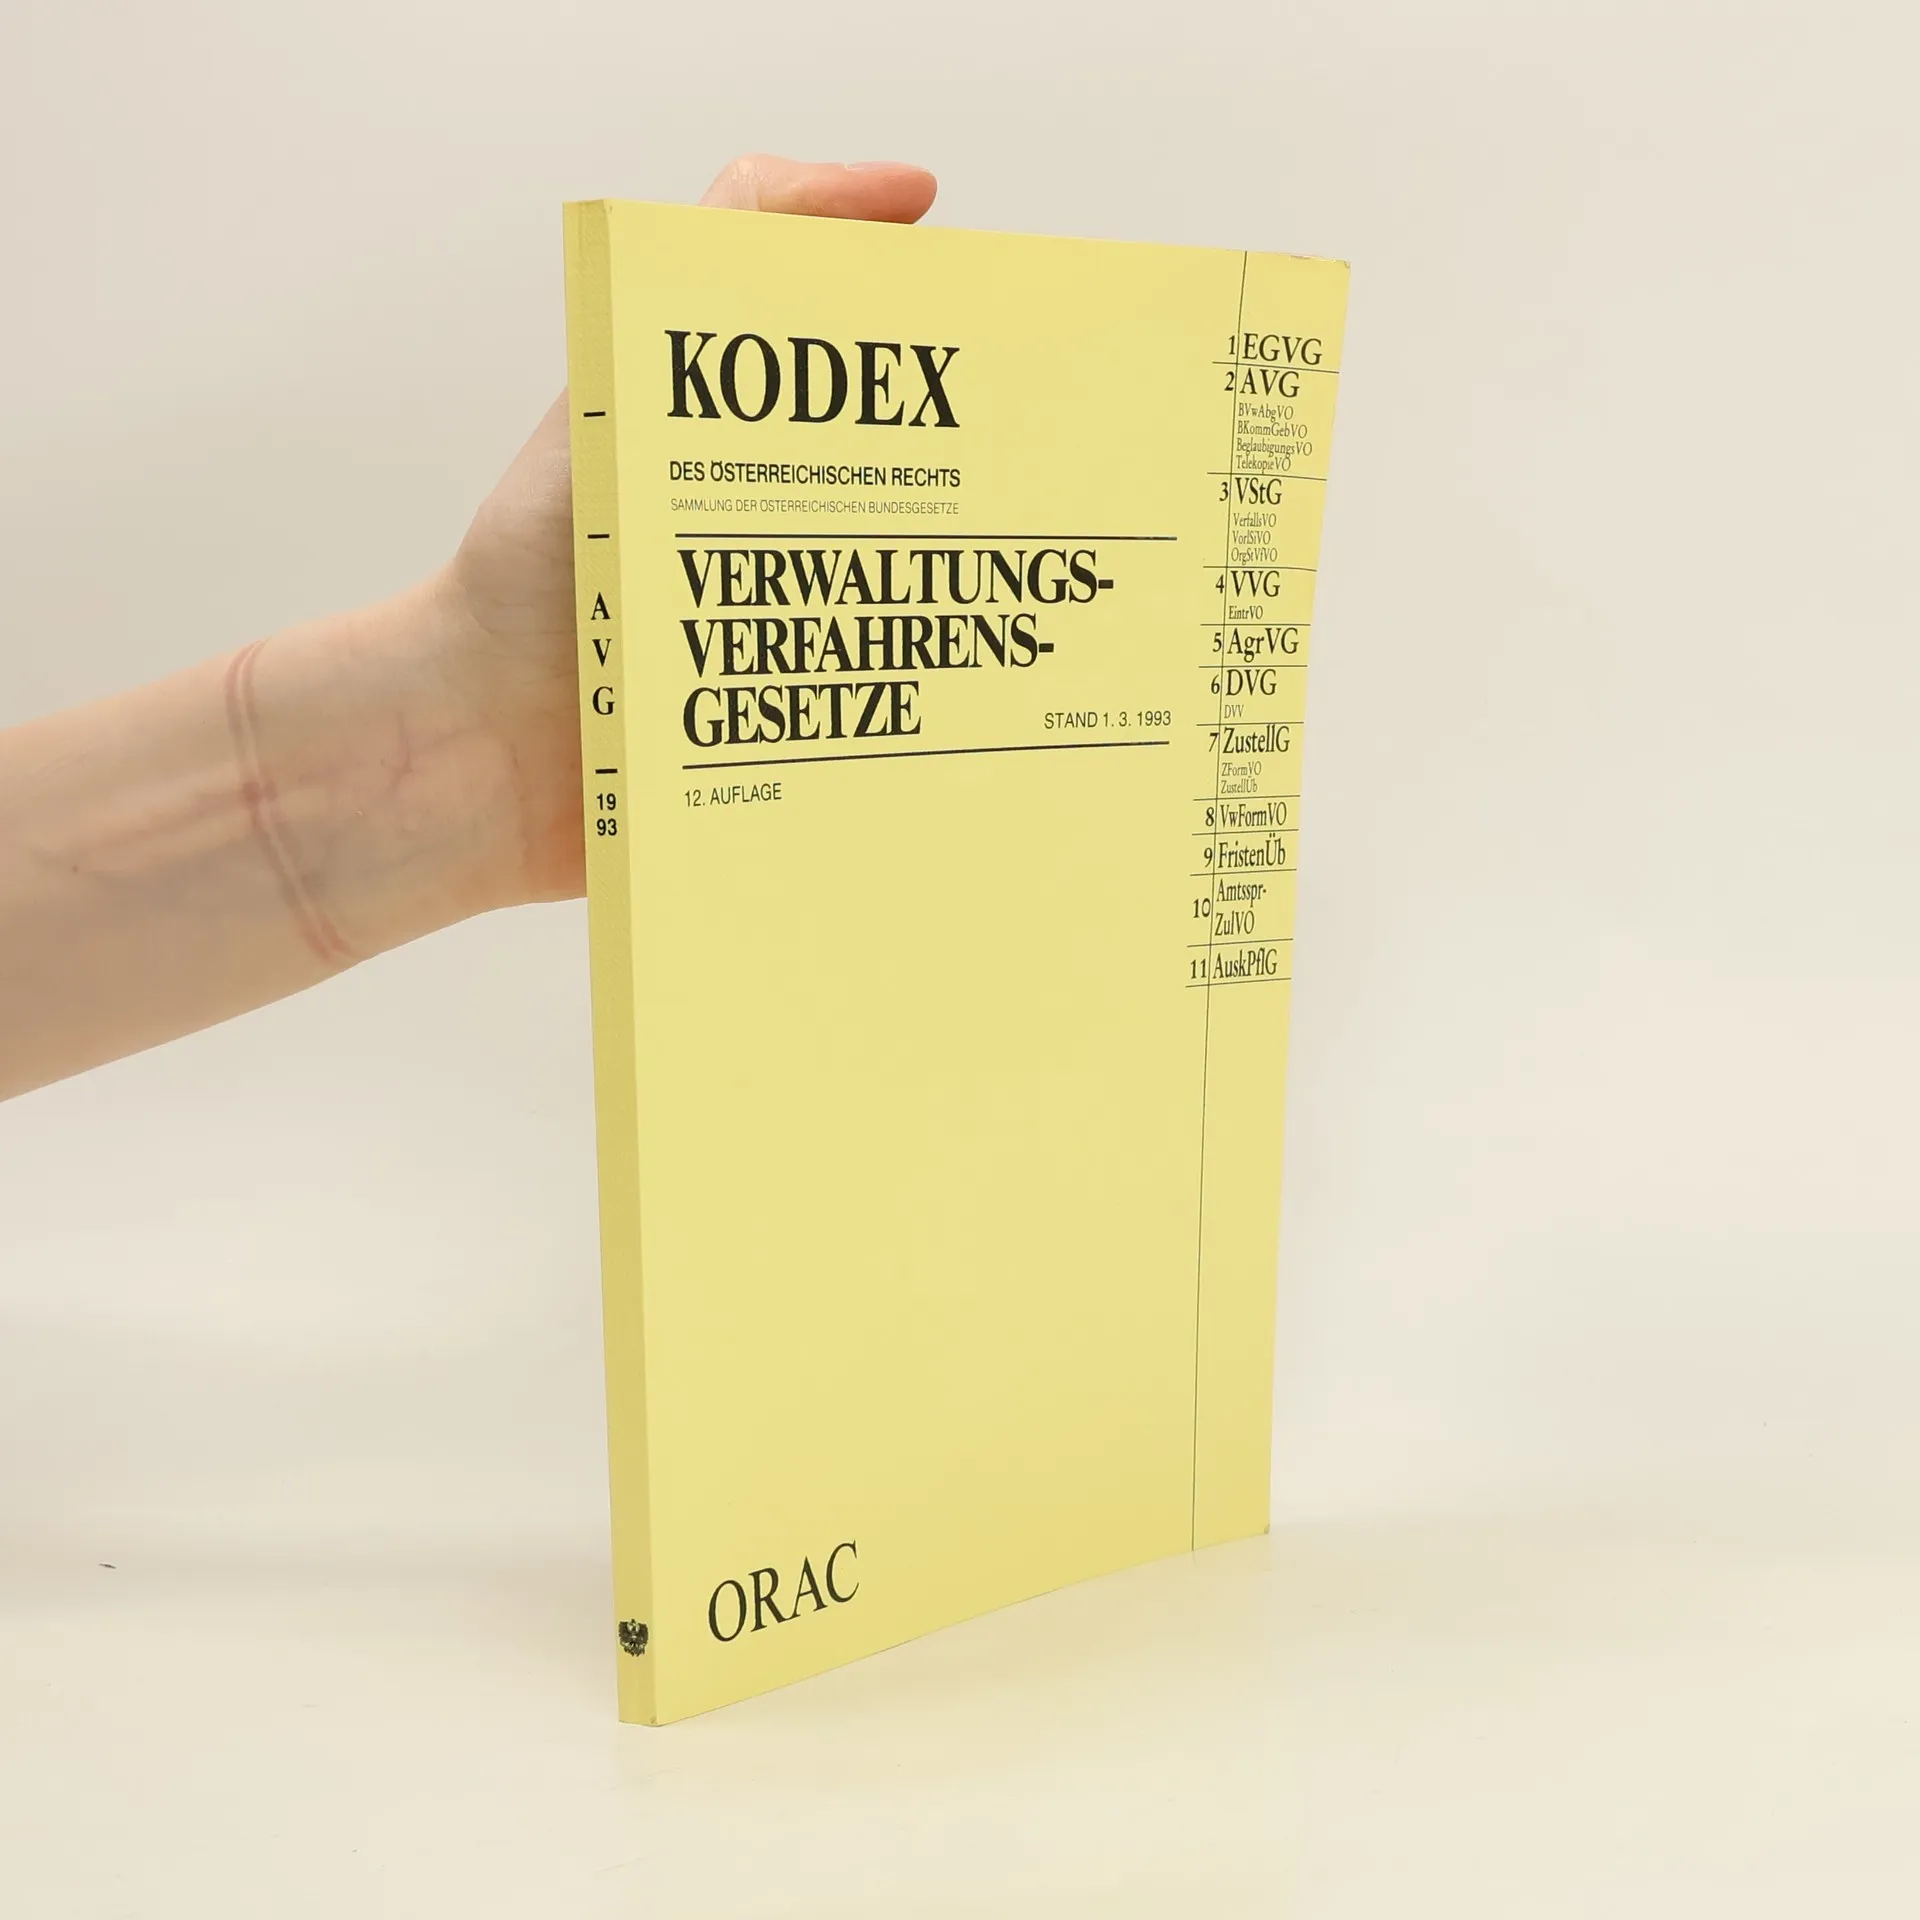 KODEX
DES ÖSTERREICHISCHEN RECHTS
SAMMLUNG DER ÖSTERREICHISCHEN BUNDESGESETZE
VERWALTUNGS-
VERFAHRENS-
GESETZE
STAND 1. 3. 1993
12. AUFLAGE
ORAC
1 EGVG
2 AVG
BVwAbgVO
BKommGebVO
BeglaubigungsVO
TelekopieVO
3 VStG
VerfallsVO
VorlSiVO
OrgStVfVO
4 VVG
EintrVO
5 AgrVG
6 DVG
DVV
7 ZustellG
ZFormVO
ZustellÜb
8 VwFormVO
9 FristenÜb
10 Amtsspr-
ZulVO
11 AuskPflG
A
V
G
19
93